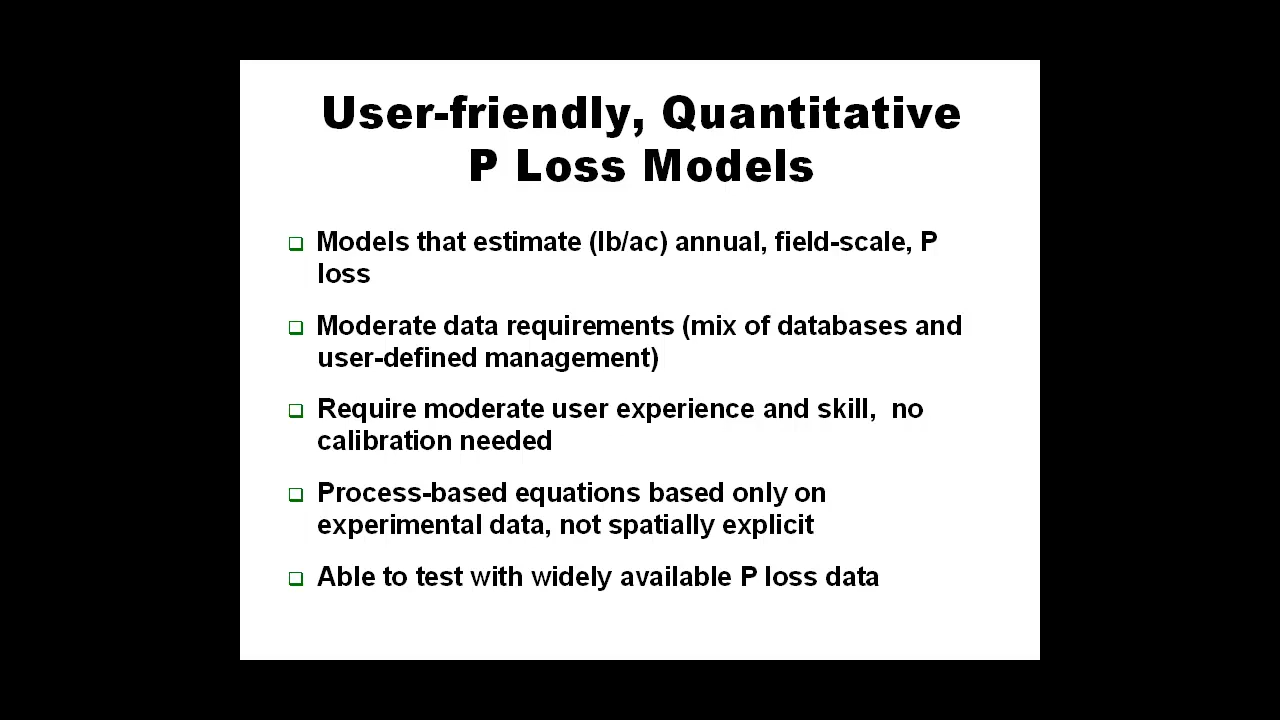 User-friendly, Quantitative
P Loss Models
Models that estimate (lb/ac) annual, field-scale, P
loss
Moderate data requirements (mix of databases and
user-defined management)
Require moderate user experience and skill,  no
calibration needed
Process-based equations based only on
experimental data, not spatially explicit
Able to test with widely available P loss data